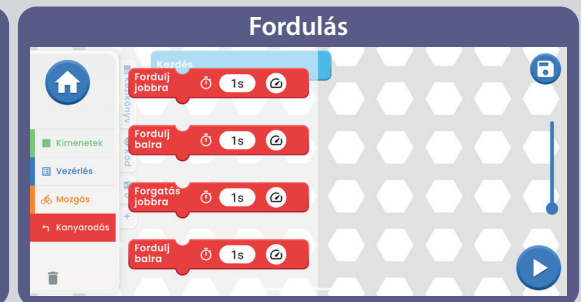 Fordulás
Kezdés
Fordulj
jobbra
1s
Fordulj
balra
1s
Forgatás
jobbra
1s
Fordulj
balra
1s
Kimenetek
Vezérlés
Mozgás
Kanyarodás
+